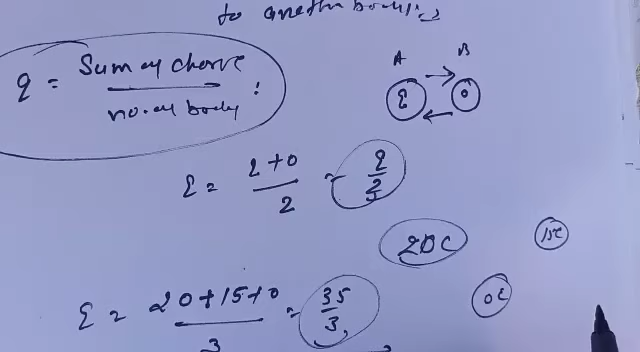 to another bodies
q = Sum of charge
no. of body :
A B
q 0
q = q + 0
2 = q
2
20C 15C
q = 20 + 15 + 0
3 = 35
3
0C